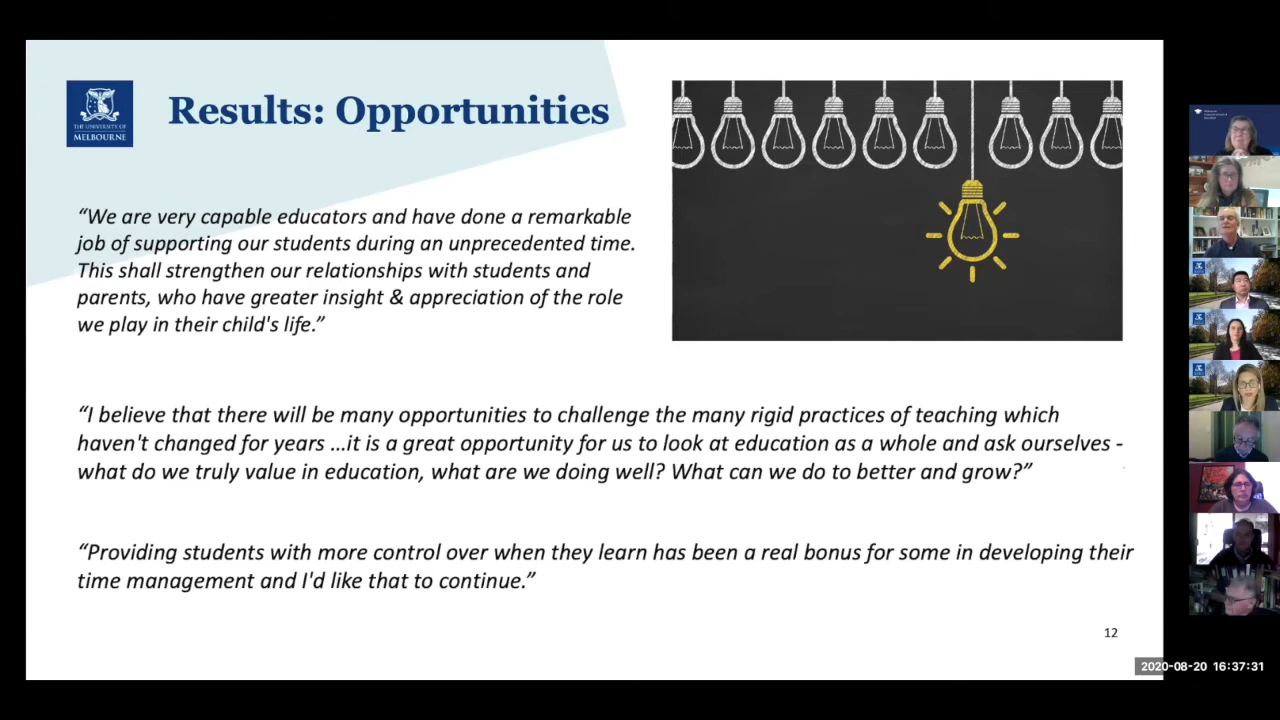 THE UNIVERSITY OF
MELBOURNE
Results: Opportunities
“We are very capable educators and have done a remarkable
job of supporting our students during an unprecedented time.
This shall strengthen our relationships with students and
parents, who have greater insight & appreciation of the role
we play in their child's life.”
“I believe that there will be many opportunities to challenge the many rigid practices of teaching which
haven't changed for years ...it is a great opportunity for us to look at education as a whole and ask ourselves -
what do we truly value in education, what are we doing well? What can we do to better and grow?”
“Providing students with more control over when they learn has been a real bonus for some in developing their
time management and I'd like that to continue.”
12
2020-08-20 16:37:31